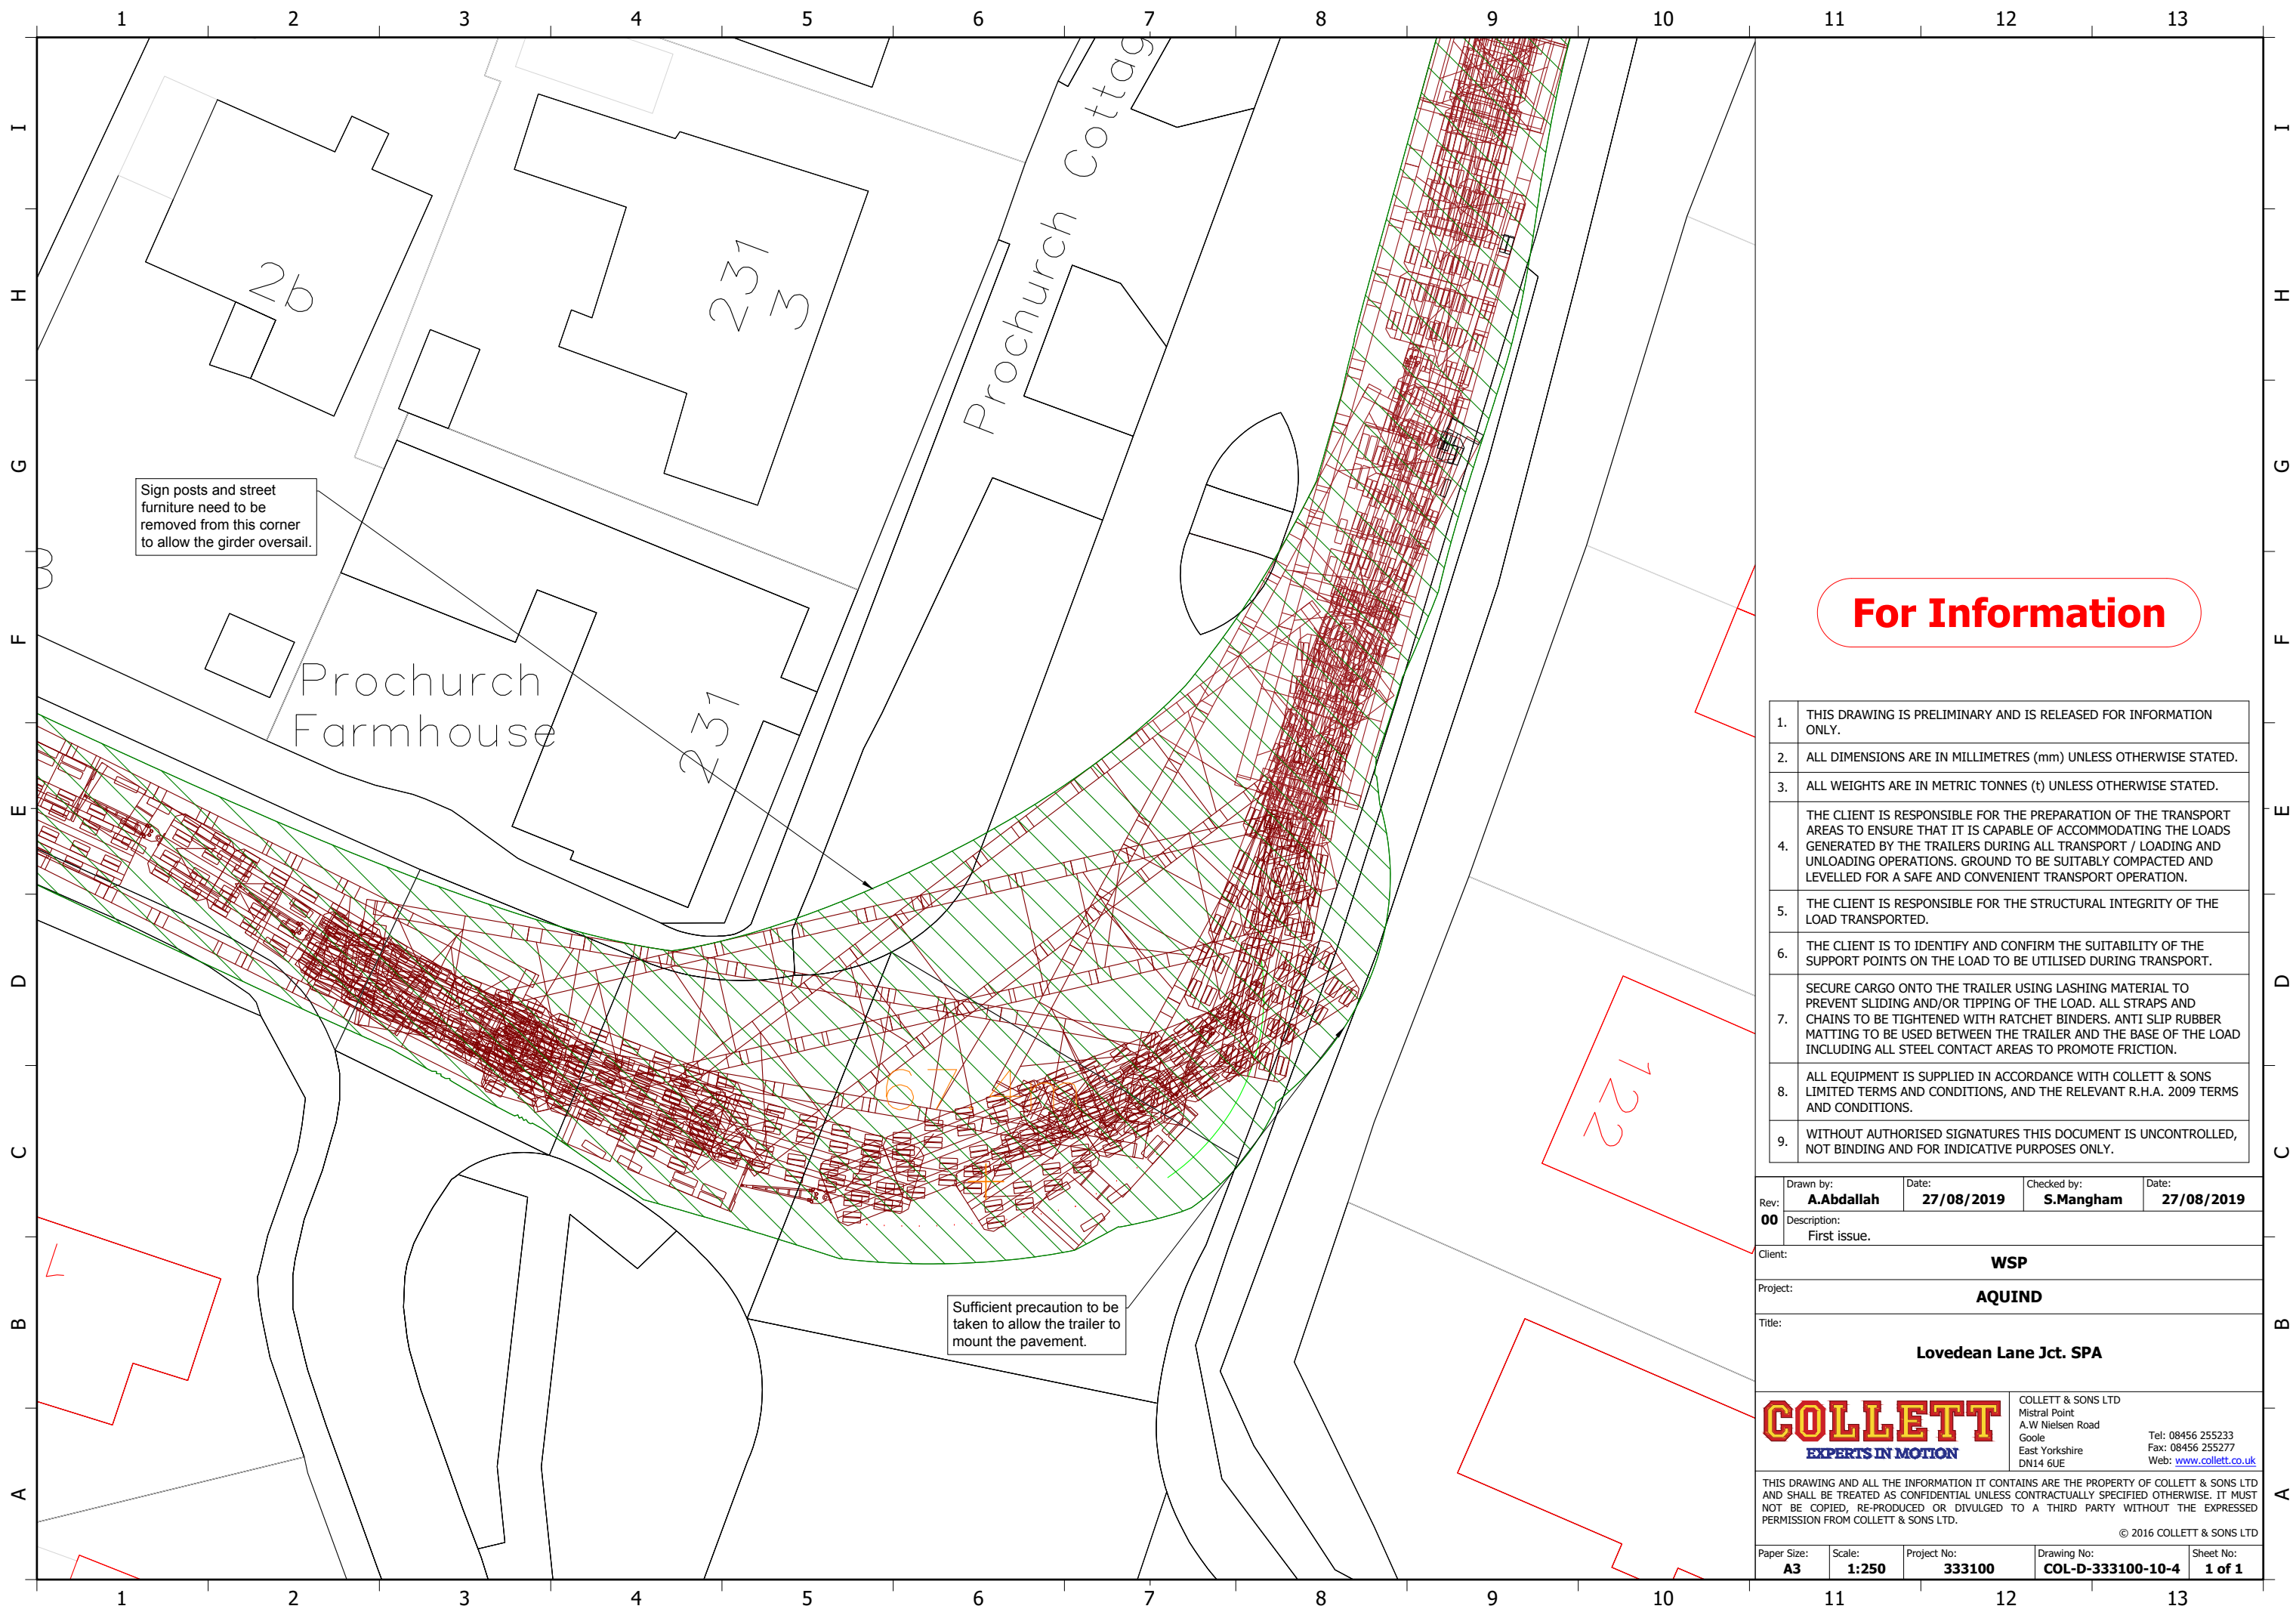 1 2 3 4 5 6 7 8 9 10 11 12 13
I
H
G
F
E
D
C
B
A
I
H
G
F
E
D
C
B
A
2b
231
3
Prochurch Cottag
Sign posts and street
furniture need to be
removed from this corner
to allow the girder oversail.
3
Prochurch
Farmhouse
231
122
Sufficient precaution to be
taken to allow the trailer to
mount the pavement.
For Information
1. THIS DRAWING IS PRELIMINARY AND IS RELEASED FOR INFORMATION
ONLY.
2. ALL DIMENSIONS ARE IN MILLIMETRES (mm) UNLESS OTHERWISE STATED.
3. ALL WEIGHTS ARE IN METRIC TONNES (t) UNLESS OTHERWISE STATED.
4. THE CLIENT IS RESPONSIBLE FOR THE PREPARATION OF THE TRANSPORT
AREAS TO ENSURE THAT IT IS CAPABLE OF ACCOMMODATING THE LOADS
GENERATED BY THE TRAILERS DURING ALL TRANSPORT / LOADING AND
UNLOADING OPERATIONS. GROUND TO BE SUITABLY COMPACTED AND
LEVELLED FOR A SAFE AND CONVENIENT TRANSPORT OPERATION.
5. THE CLIENT IS RESPONSIBLE FOR THE STRUCTURAL INTEGRITY OF THE
LOAD TRANSPORTED.
6. THE CLIENT IS TO IDENTIFY AND CONFIRM THE SUITABILITY OF THE
SUPPORT POINTS ON THE LOAD TO BE UTILISED DURING TRANSPORT.
7. SECURE CARGO ONTO THE TRAILER USING LASHING MATERIAL TO
PREVENT SLIDING AND/OR TIPPING OF THE LOAD. ALL STRAPS AND
CHAINS TO BE TIGHTENED WITH RATCHET BINDERS. ANTI SLIP RUBBER
MATTING TO BE USED BETWEEN THE TRAILER AND THE BASE OF THE LOAD
INCLUDING ALL STEEL CONTACT AREAS TO PROMOTE FRICTION.
8. ALL EQUIPMENT IS SUPPLIED IN ACCORDANCE WITH COLLETT & SONS
LIMITED TERMS AND CONDITIONS, AND THE RELEVANT R.H.A. 2009 TERMS
AND CONDITIONS.
9. WITHOUT AUTHORISED SIGNATURES THIS DOCUMENT IS UNCONTROLLED,
NOT BINDING AND FOR INDICATIVE PURPOSES ONLY.
Rev: Drawn by: Date: Checked by: Date:
00 A.Abdallah 27/08/2019 S.Mangham 27/08/2019
Description:
First issue.
Client:
WSP
Project:
AQUIND
Title:
Lovedean Lane Jct. SPA
COLLETT
EXPERTS IN MOTION
COLLETT & SONS LTD
Mistral Point
A.W Nielsen Road
Goole
East Yorkshire
DN14 6UE
Tel: 08456 255233
Fax: 08456 255277
Web: www.collett.co.uk
THIS DRAWING AND ALL THE INFORMATION IT CONTAINS ARE THE PROPERTY OF COLLETT & SONS LTD
AND SHALL BE TREATED AS CONFIDENTIAL UNLESS CONTRACTUALLY SPECIFIED OTHERWISE. IT MUST
NOT BE COPIED, RE-PRODUCED OR DIVULGED TO A THIRD PARTY WITHOUT THE EXPRESSED
PERMISSION FROM COLLETT & SONS LTD.
© 2016 COLLETT & SONS LTD
Paper Size: Scale: Project No: Drawing No: Sheet No:
A3 1:250 333100 COL-D-333100-10-4 1 of 1
1 2 3 4 5 6 7 8 9 10 11 12 13